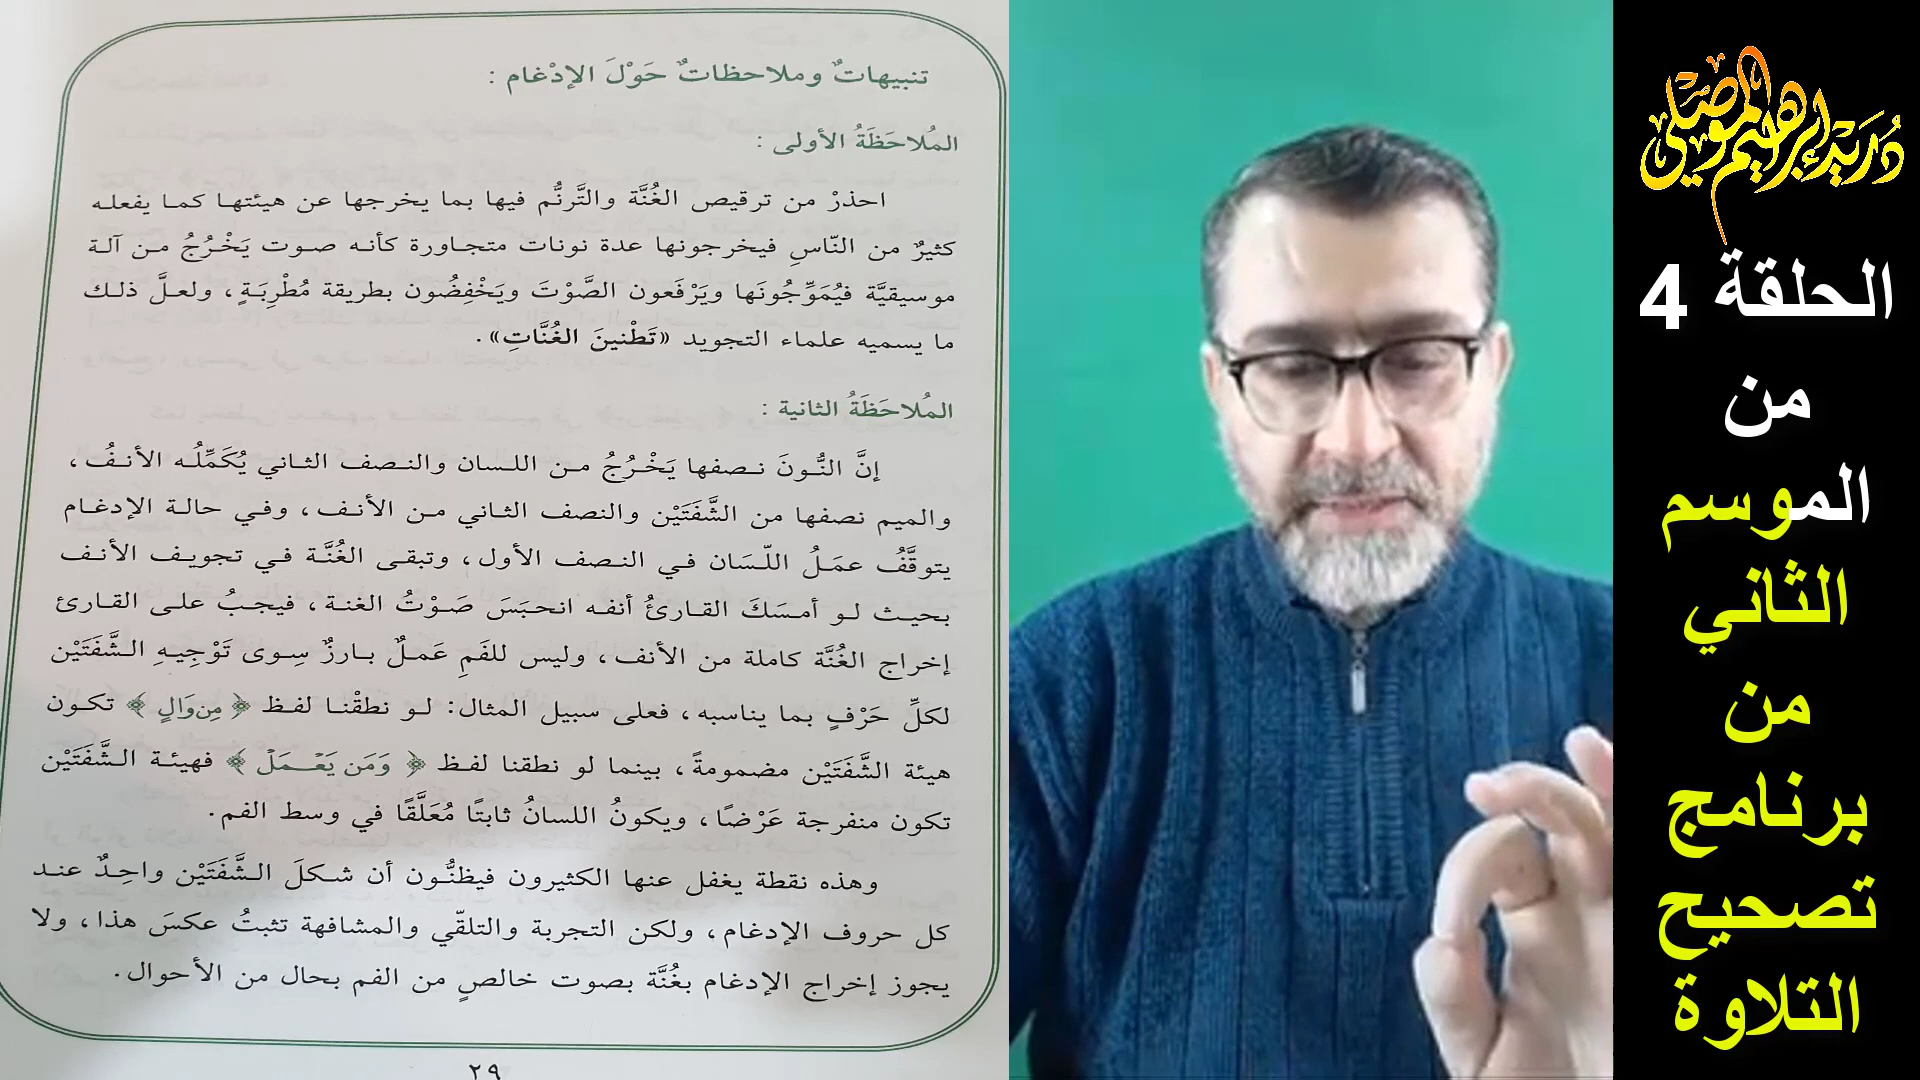 تنبيهاتٌ وملاحظاتٌ حَوْلَ الإدْغام :
المُلاحَظَةُ الأولى :
احذرْ من ترقيص الغُنَّة والتَّرنُّم فيها بما يخرجها عن هيئتها كما يفعله
كثيرٌ من النّاسِ فيخرجونها عدة نونات متجاورة كأنه صوت يَخْرُجُ من آلة
موسيقيَّة فيُمَوِّجُونَها ويَرْفَعون الصَّوْتَ ويَخْفِضُون بطريقة مُطْرِبَةٍ، ولعلَّ ذلك
ما يسميه علماء التجويد «تَطْنينَ الغُنَّاتِ».
المُلاحَظَةُ الثانية :
إنَّ النُّونَ نصفها يَخْرُجُ من اللسان والنصف الثاني يُكَمِّلُه الأنفُ،
والميم نصفها من الشَّفَتَيْن والنصف الثاني من الأنف، وفي حالة الإدغام
يتوقَّفُ عمَلُ اللّسَان في النصف الأول، وتبقى الغُنَّة في تجويف الأنف
بحيث لو أمسَكَ القارئُ أنفه انحبَسَ صَوْتُ الغنة، فيجبُ على القارئ
إخراج الغُنَّة كاملة من الأنف، وليس للفَمِ عَملٌ بارزٌ سِوى تَوْجِيهِ الشَّفَتَيْن
لكلِّ حَرْفٍ بما يناسبه، فعلى سبيل المثال: لو نطقْنا لفظ ﴿ مِن وَالٍ ﴾ تكون
هيئة الشَّفَتَيْن مضمومةً، بينما لو نطقنا لفظ ﴿ وَمَن يَعْمَلْ ﴾ فهيئة الشَّفَتَيْن
تكون منفرجة عَرْضًا، ويكونُ اللسانُ ثابتًا مُعَلَّقًا في وسط الفم.
وهذه نقطة يغفل عنها الكثيرون فيظنُّون أن شكلَ الشَّفَتَيْن واحِدٌ عند
كل حروف الإدغام، ولكن التجربة والتلقّي والمشافهة تثبتُ عكسَ هذا، ولا
يجوز إخراج الإدغام بغُنَّة بصوت خالصٍ من الفم بحال من الأحوال.
٢٩
دُرَيْد إبراهيم الموصلي
الحلقة 4
من
الموسم
الثاني
من
برنامج
تصحيح
التلاوة